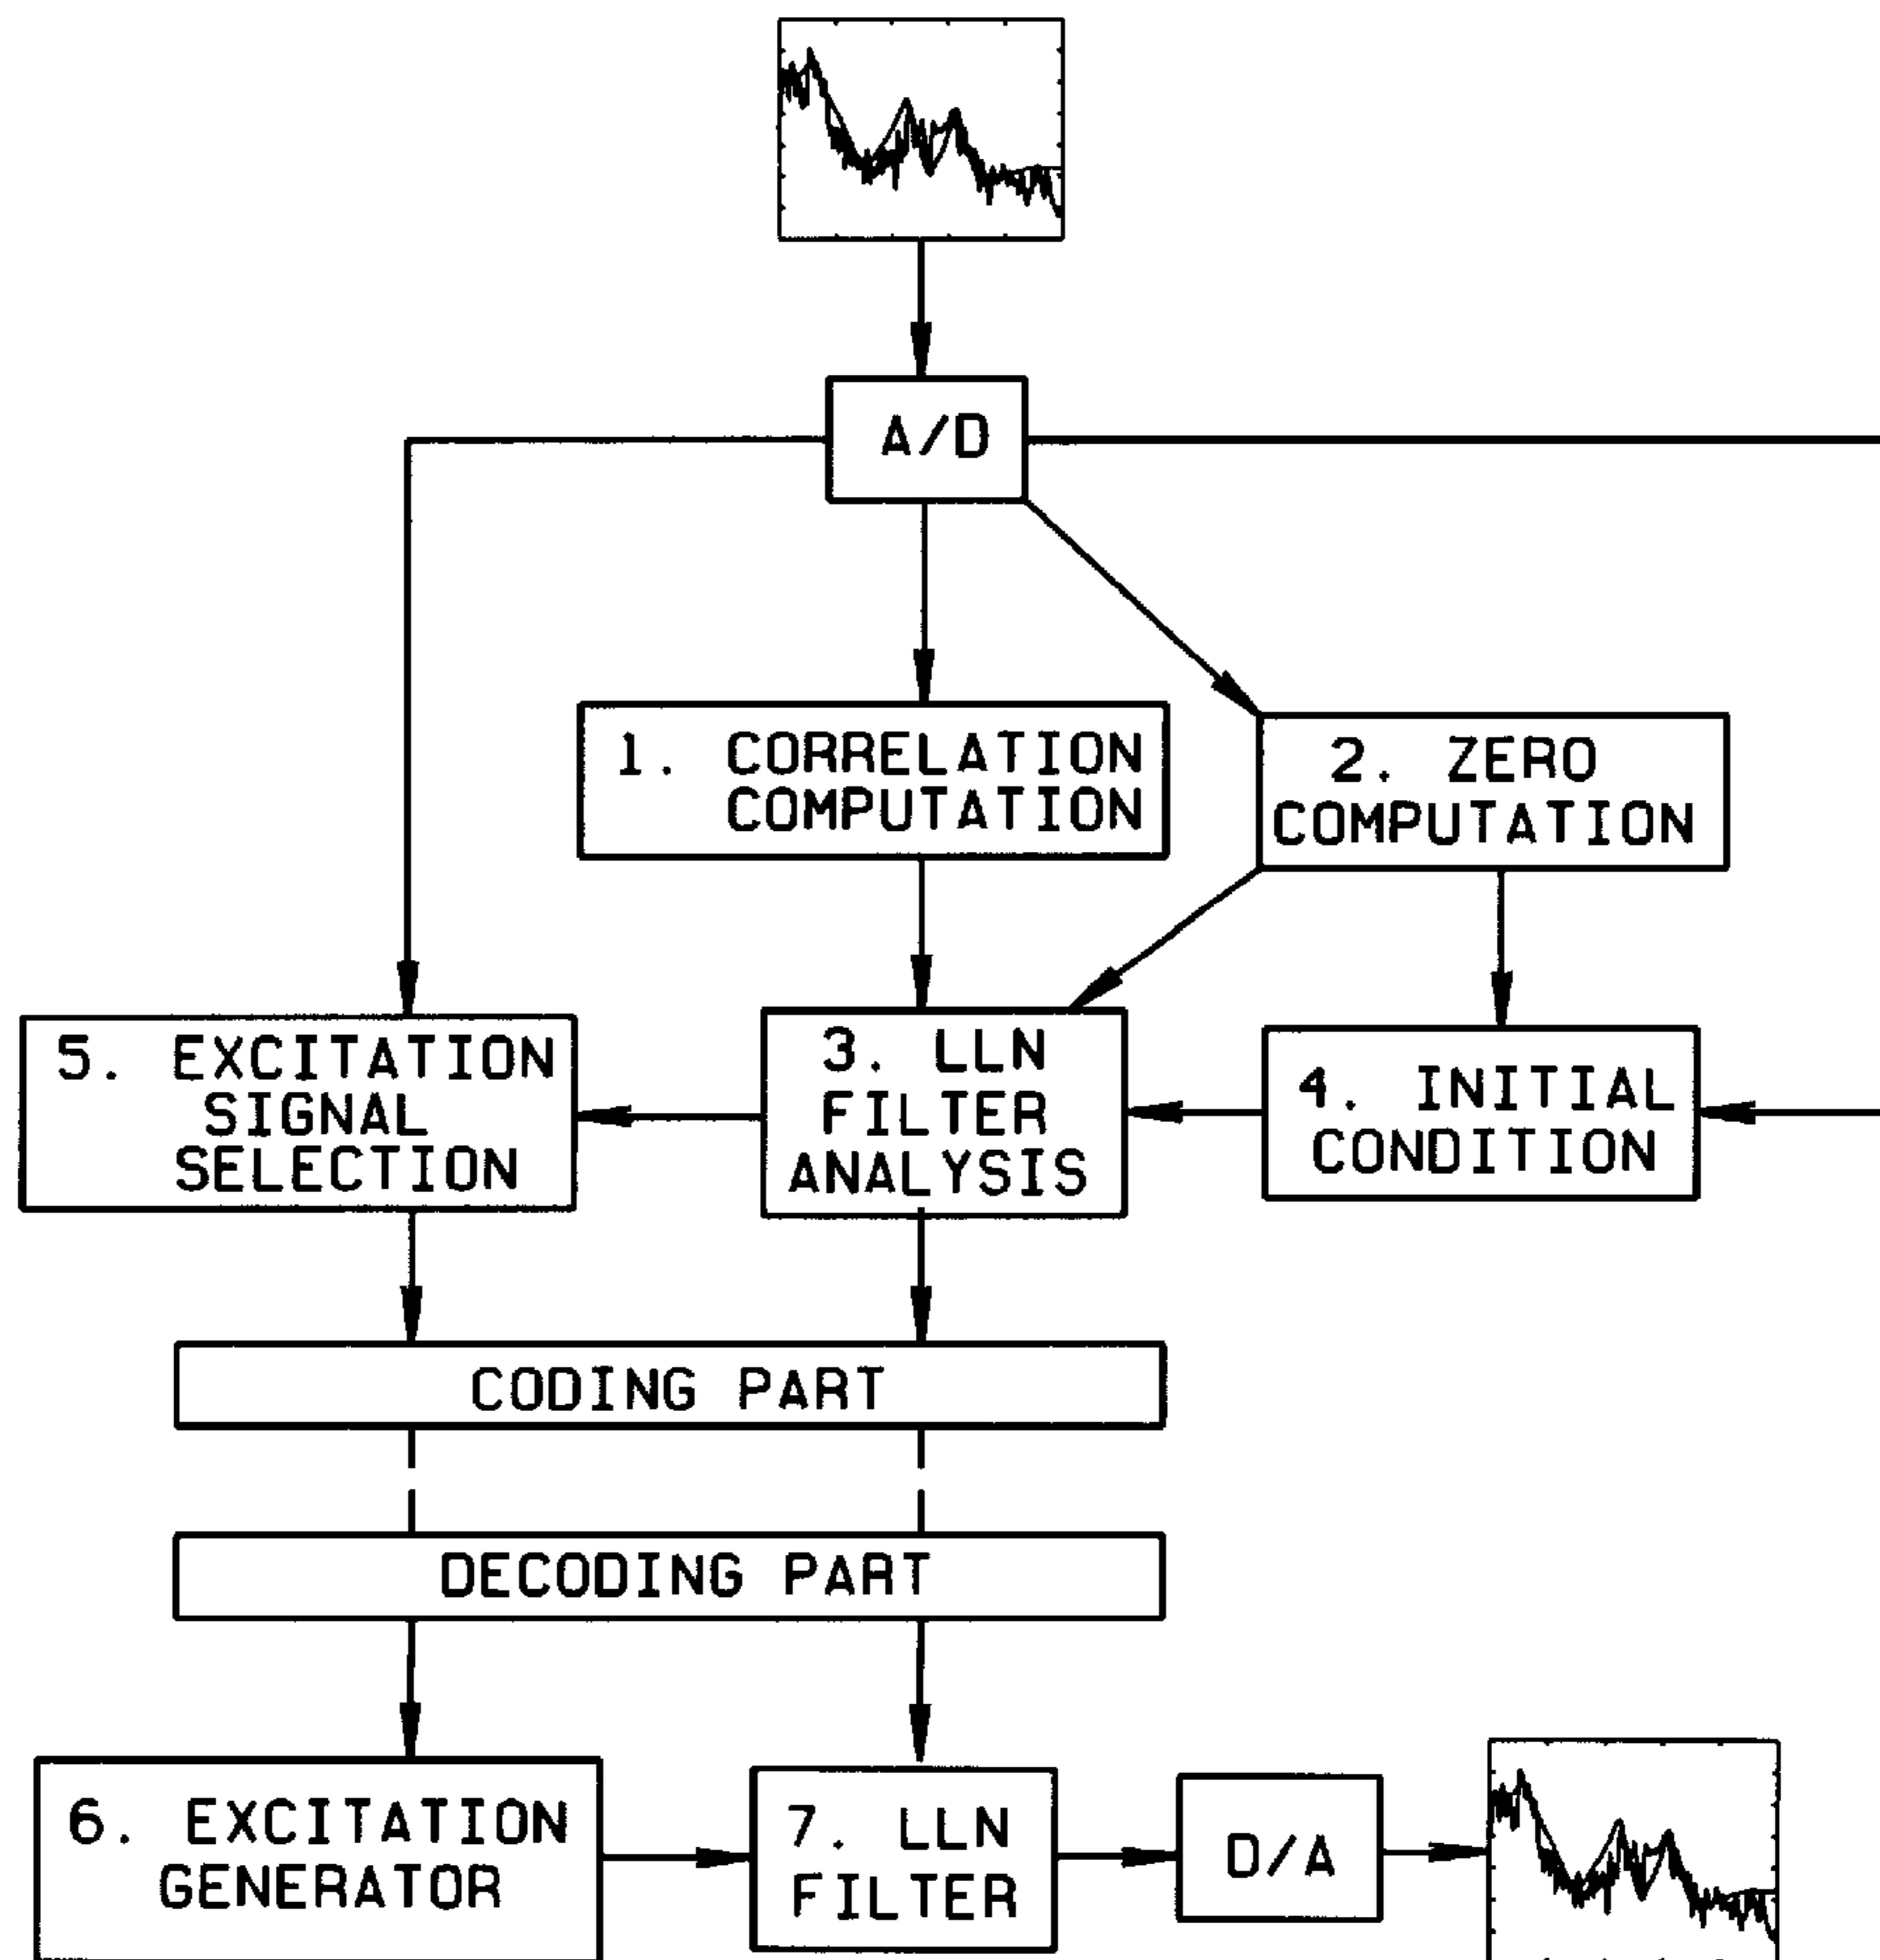 A/D
1. CORRELATION
COMPUTATION
2. ZERO
COMPUTATION
5. EXCITATION
SIGNAL
SELECTION
3. LLN
FILTER
ANALYSIS
4. INITIAL
CONDITION
CODING PART
DECODING PART
6. EXCITATION
GENERATOR
7. LLN
FILTER
D/A